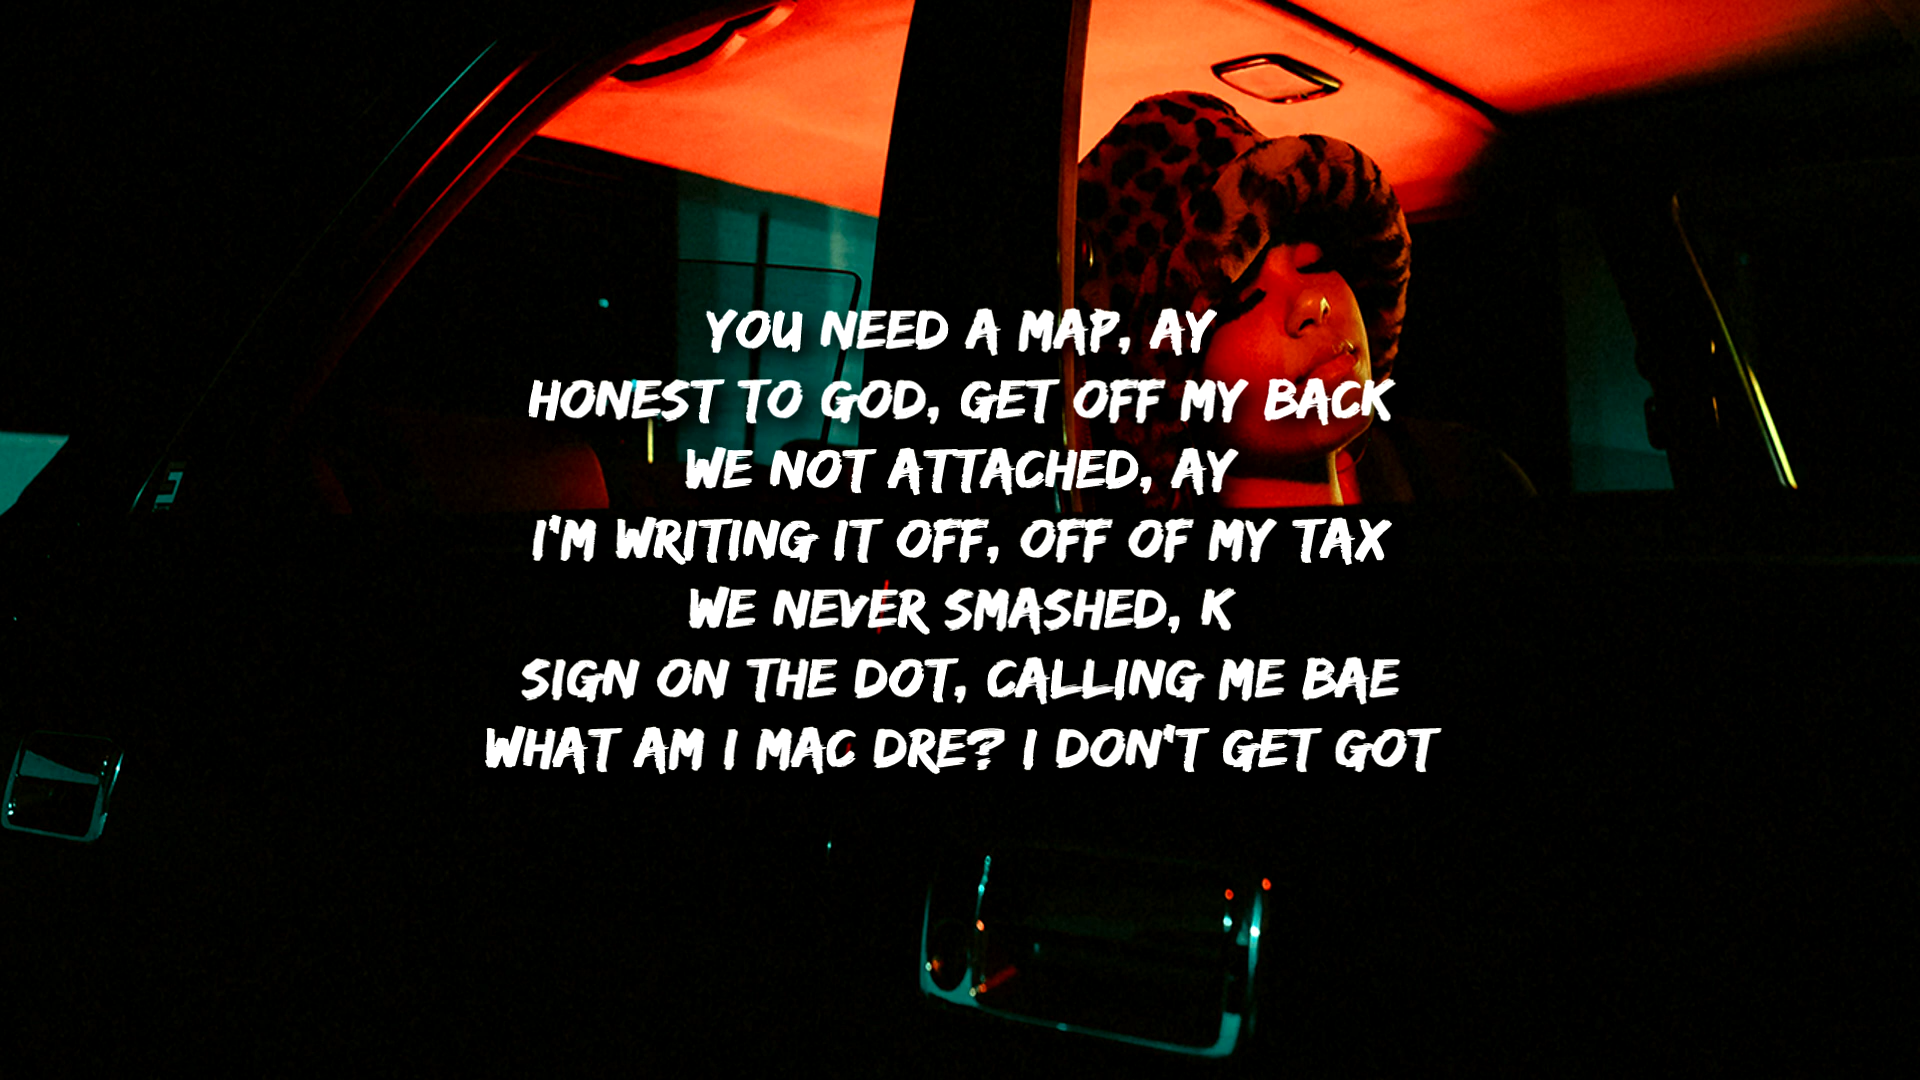 YOU NEED A MAP, AY
HONEST TO GOD, GET OFF MY BACK
WE NOT ATTACHED, AY
I'M WRITING IT OFF, OFF OF MY TAX
WE NEVER SMASHED, K
SIGN ON THE DOT, CALLING ME BAE
WHAT AM I MAC DRE? I DON'T GET GOT